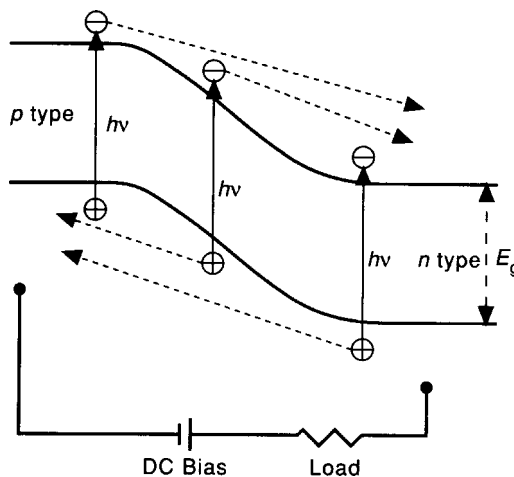 p type
hν
hν
hν
n type
E_g
DC Bias
Load